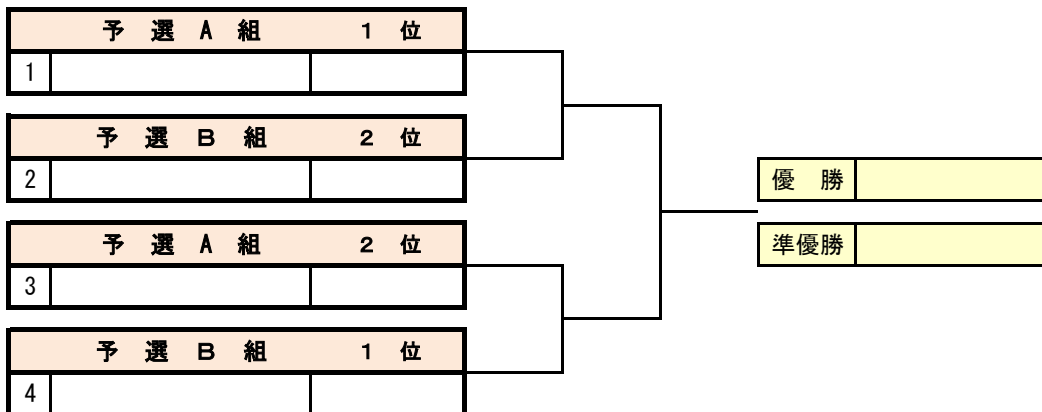 予 選 A 組 1 位
1
予 選 B 組 2 位
2
優 勝
予 選 A 組 2 位
準優勝
3
予 選 B 組 1 位
4